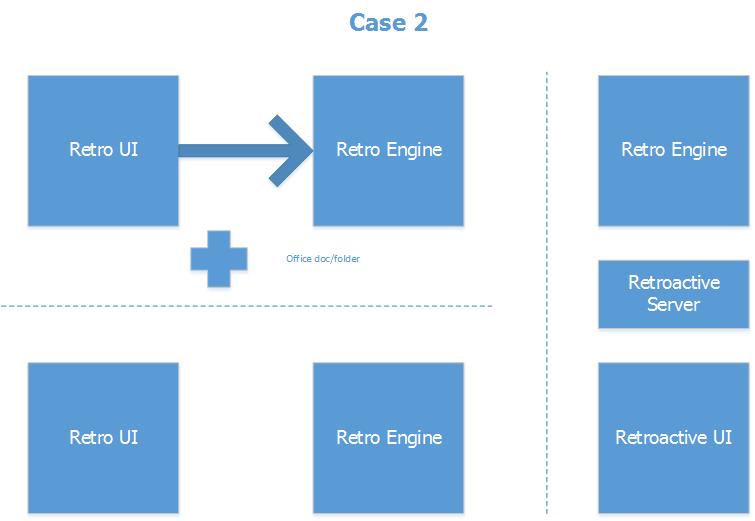 Case 2
Retro UI
Retro Engine
Retro Engine
Office doc/folder
Retroactive
Server
Retro UI
Retro Engine
Retroactive UI